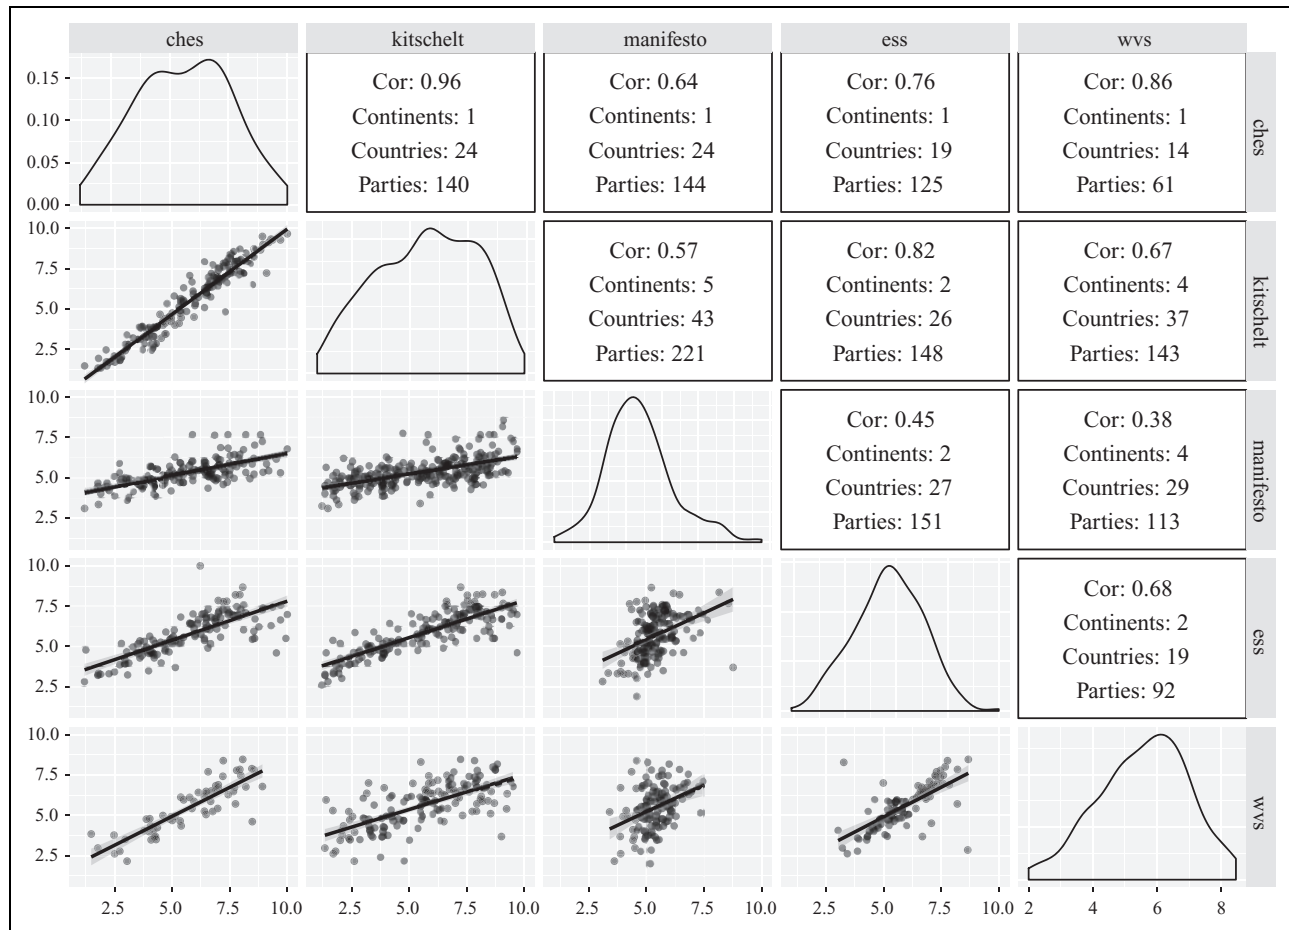 ches kitschelt manifesto ess wvs
0.15
0.10
0.05
0.00
Cor: 0.96
Continents: 1
Countries: 24
Parties: 140
Cor: 0.64
Continents: 1
Countries: 24
Parties: 144
Cor: 0.76
Continents: 1
Countries: 19
Parties: 125
Cor: 0.86
Continents: 1
Countries: 14
Parties: 61
ches
10.0
7.5
5.0
2.5
Cor: 0.57
Continents: 5
Countries: 43
Parties: 221
Cor: 0.82
Continents: 2
Countries: 26
Parties: 148
Cor: 0.67
Continents: 4
Countries: 37
Parties: 143
kitschelt
10.0
7.5
5.0
2.5
Cor: 0.45
Continents: 2
Countries: 27
Parties: 151
Cor: 0.38
Continents: 4
Countries: 29
Parties: 113
manifesto
10.0
7.5
5.0
2.5
Cor: 0.68
Continents: 2
Countries: 19
Parties: 92
ess
10.0
7.5
5.0
2.5
wvs
2.5 5.0 7.5 10.0 2.5 5.0 7.5 10.0 2.5 5.0 7.5 10.0 2.5 5.0 7.5 10.0 2 4 6 8